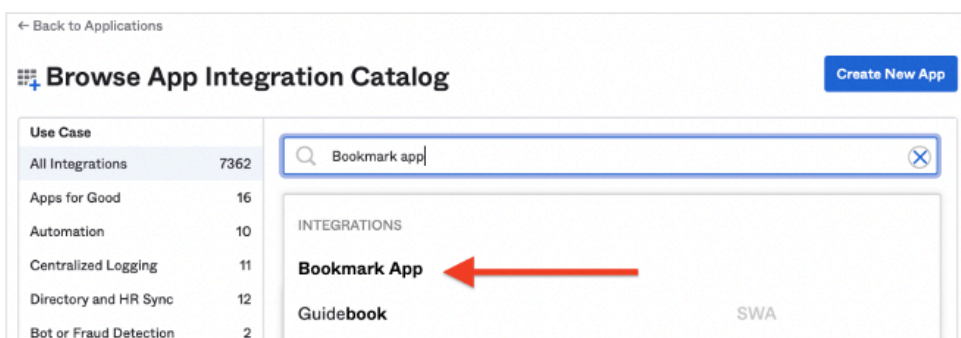 ← Back to Applications
Browse App Integration Catalog
Create New App
Use Case
All Integrations 7362
Apps for Good 16
Automation 10
Centralized Logging 11
Directory and HR Sync 12
Bot or Fraud Detection 2
Bookmark app
INTEGRATIONS
Bookmark App
Guidebook SWA